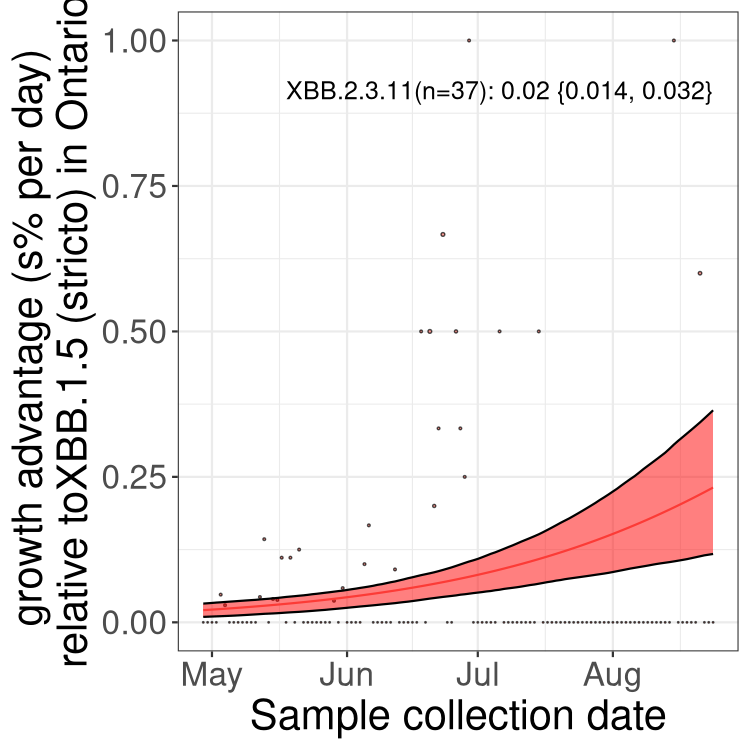 growth advantage (s% per day)
relative toXBB.1.5 (stricto) in Ontario
1.00
0.75
0.50
0.25
0.00
XBB.2.3.11(n=37): 0.02 {0.014, 0.032}
May Jun Jul Aug
Sample collection date